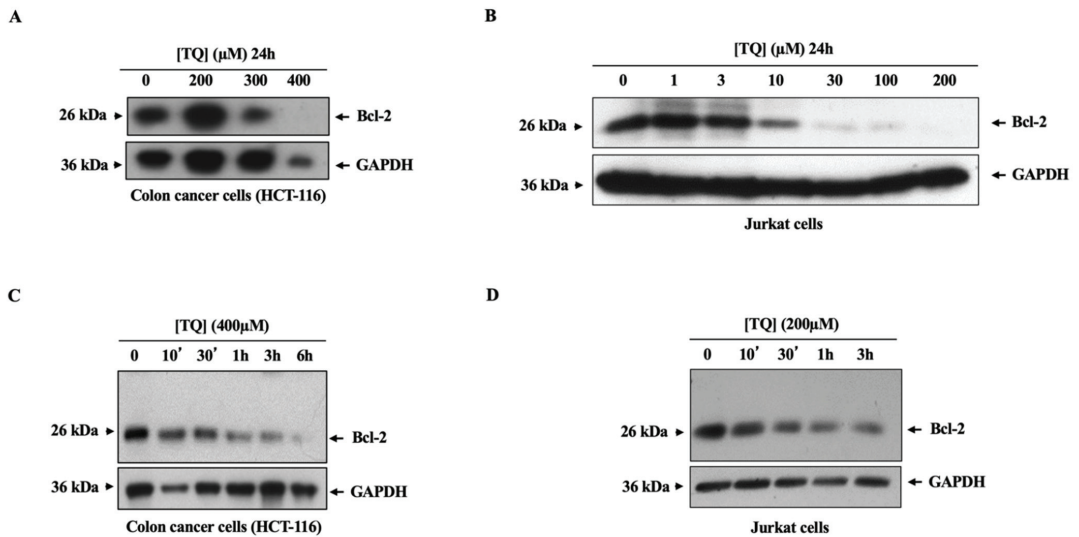 A
[TQ] (µM) 24h
0 200 300 400
26 kDa Bcl-2
36 kDa GAPDH
Colon cancer cells (HCT-116)
B
[TQ] (µM) 24h
0 1 3 10 30 100 200
26 kDa Bcl-2
36 kDa GAPDH
Jurkat cells
C
[TQ] (400µM)
0 10′ 30′ 1h 3h 6h
26 kDa Bcl-2
36 kDa GAPDH
Colon cancer cells (HCT-116)
D
[TQ] (200µM)
0 10′ 30′ 1h 3h
26 kDa Bcl-2
36 kDa GAPDH
Jurkat cells